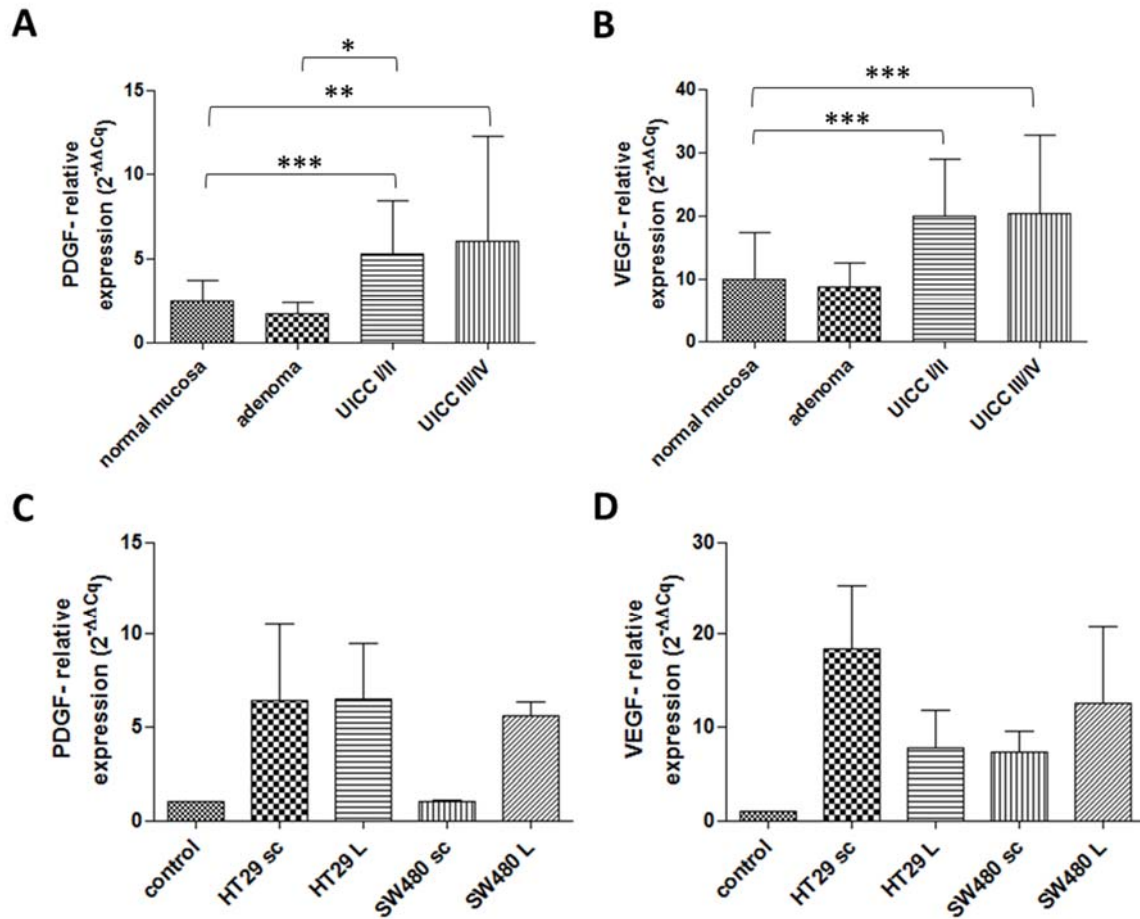 A
*
**
***
15
10
5
0
PDGF- relative
expression (2-ΔΔCq)
normal mucosa
adenoma
UICC I/II
UICC III/IV
B
***
***
40
30
20
10
0
VEGF- relative
expression (2-ΔΔCq)
normal mucosa
adenoma
UICC I/II
UICC III/IV
C
15
10
5
0
PDGF- relative
expression (2-ΔΔCq)
control
HT29 sc
HT29 L
SW480 sc
SW480 L
D
30
20
10
0
VEGF- relative
expression (2-ΔΔCq)
control
HT29 sc
HT29 L
SW480 sc
SW480 L